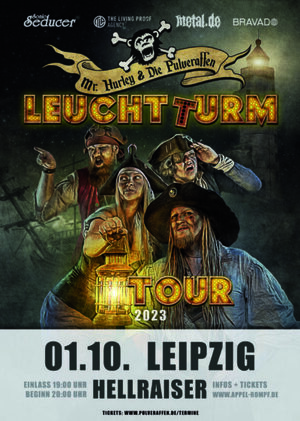 Sonic Seducer
THE LIVING PROOF AGENCY
metal.de
BRAVADO
Mr. Hurley & Die Pulveraffen
LEUCHTTURM
TOUR
2023
01.10. LEIPZIG
EINLASS 19:00 UHR
BEGINN 20:00 UHR
HELLRAISER
INFOS + TICKETS
WWW.APPEL-ROMPF.DE
TICKETS: WWW.PULVERAFFEN.DE/TERMINE